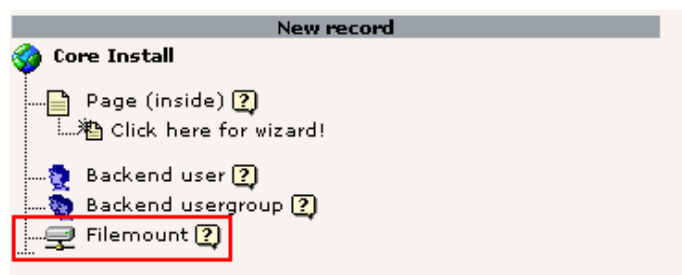 New record
Core Install
Page (inside) ?
Click here for wizard!
Backend user ?
Backend usergroup ?
Filemount ?